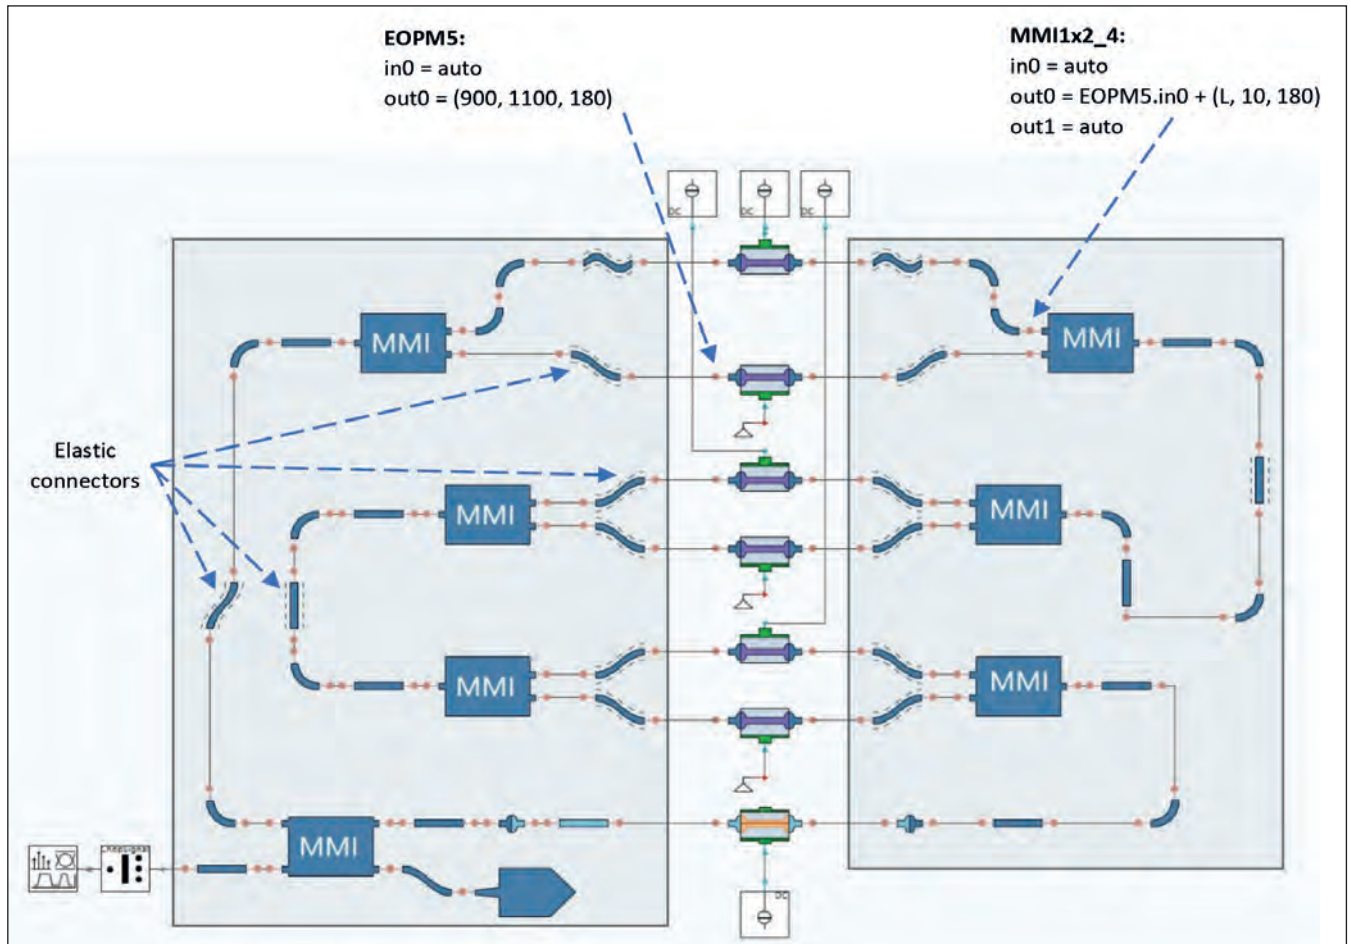 EOPM5:
in0 = auto
out0 = (900, 1100, 180)
MMI1x2_4:
in0 = auto
out0 = EOPM5.in0 + (L, 10, 180)
out1 = auto
DC
DC
DC
MMI
MMI
Elastic
connectors
MMI
MMI
MMI
MMI
MMI
DC